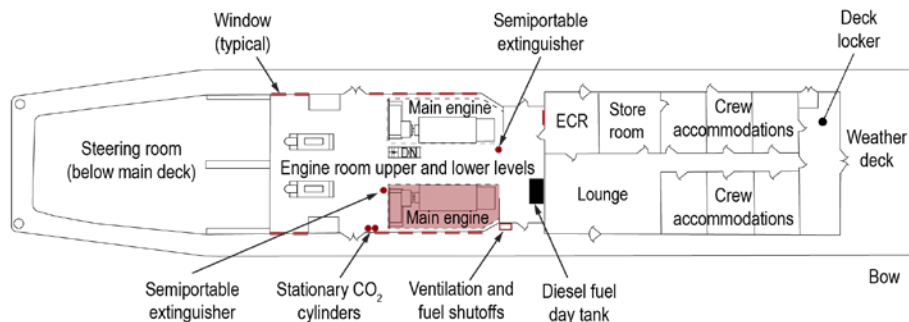 Window
(typical)
Semiportable
extinguisher
Deck
locker
Main engine
ECR
Store
room
Crew
accommodations
Steering room
(below main deck)
DN
Engine room upper and lower levels
Weather
deck
Lounge
Main engine
Crew
accommodations
Bow
Semiportable
extinguisher
Stationary CO₂
cylinders
Ventilation and
fuel shutoffs
Diesel fuel
day tank